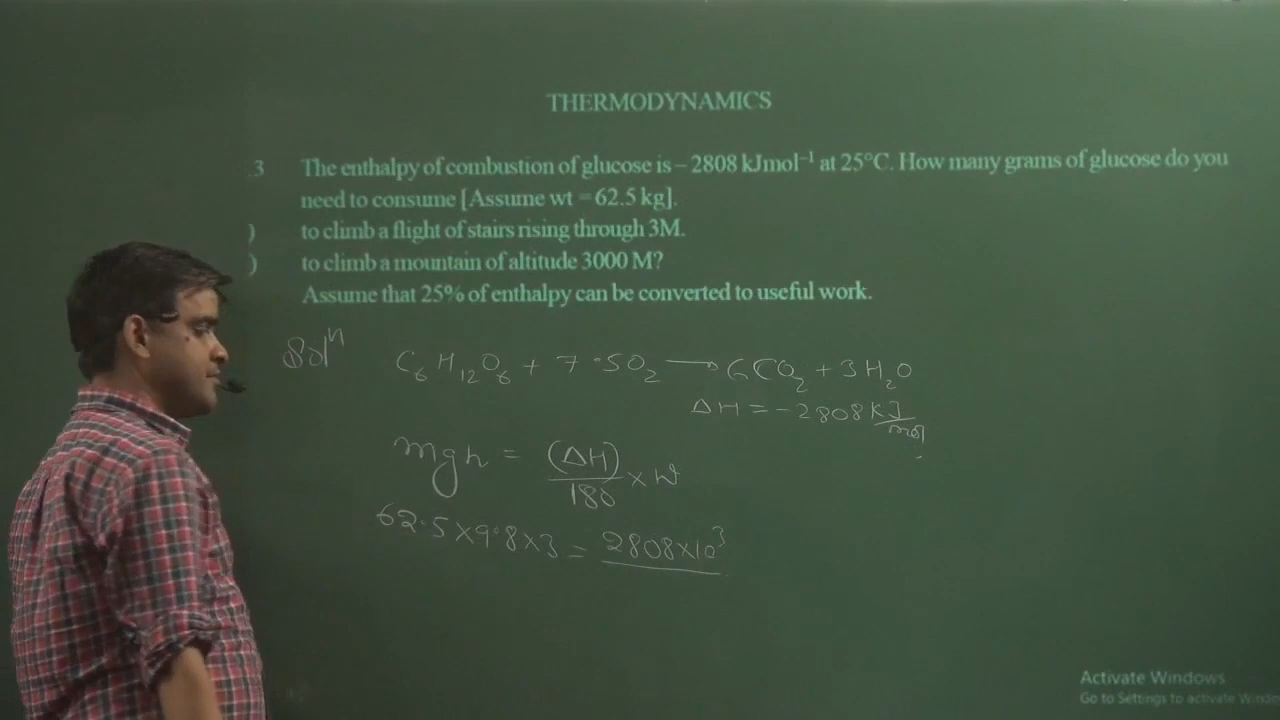 THERMODYNAMICS
.3 The enthalpy of combustion of glucose is – 2808 kJmol⁻¹ at 25°C. How many grams of glucose do you
need to consume [Assume wt = 62.5 kg].
) to climb a flight of stairs rising through 3M.
) to climb a mountain of altitude 3000 M?
Assume that 25% of enthalpy can be converted to useful work.
Solⁿ C₆H₁₂O₆ + 7.5O₂ → 6CO₂ + 3H₂O
ΔH = -2808 kJ/mol
mgh = (ΔH)/180 × w
62.5×9.8×3 = 2808×10³
Activate Windows
Go to Settings to activate Windo